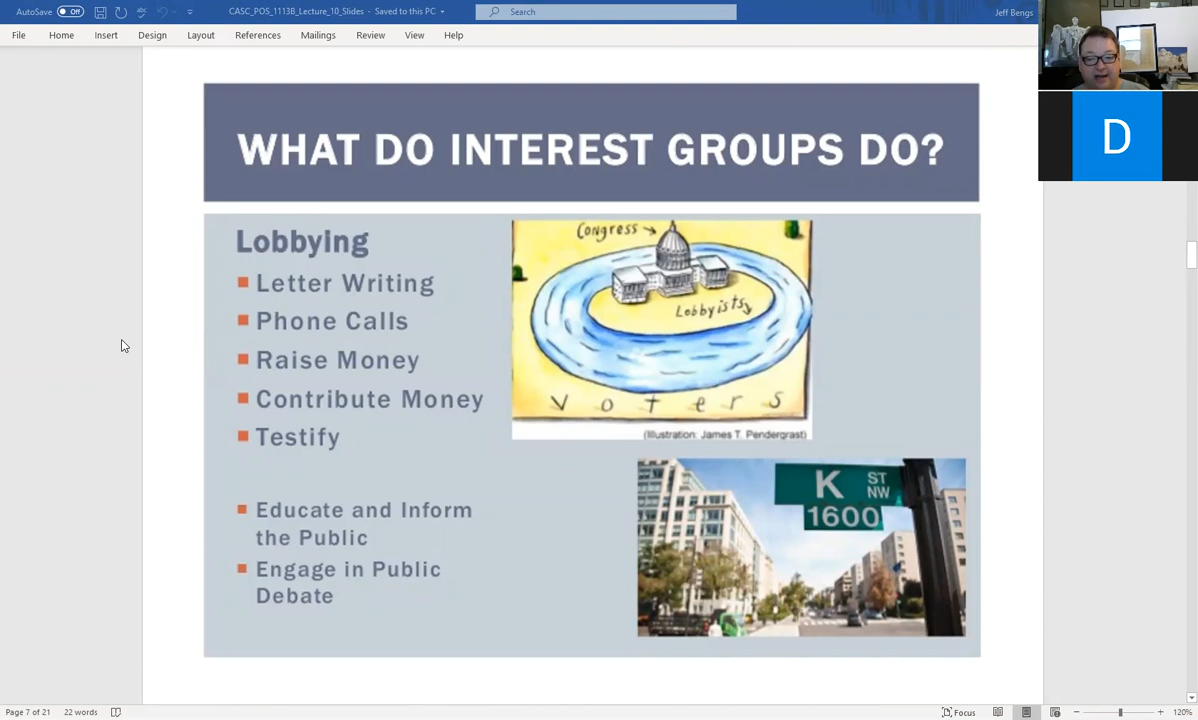 AutoSave Off CASC_POS_1113B_Lecture_10_Slides - Saved to this PC Search Jeff Bengs
File Home Insert Design Layout References Mailings Review View Help
D
WHAT DO INTEREST GROUPS DO?
Lobbying
Letter Writing
Phone Calls
Raise Money
Contribute Money
Testify
Educate and Inform
the Public
Engage in Public
Debate
Congress
Lobbyists
Voters
(Illustration: James T. Pendergrast)
K ST
NW
1600
Page 7 of 21 22 words Focus 120%